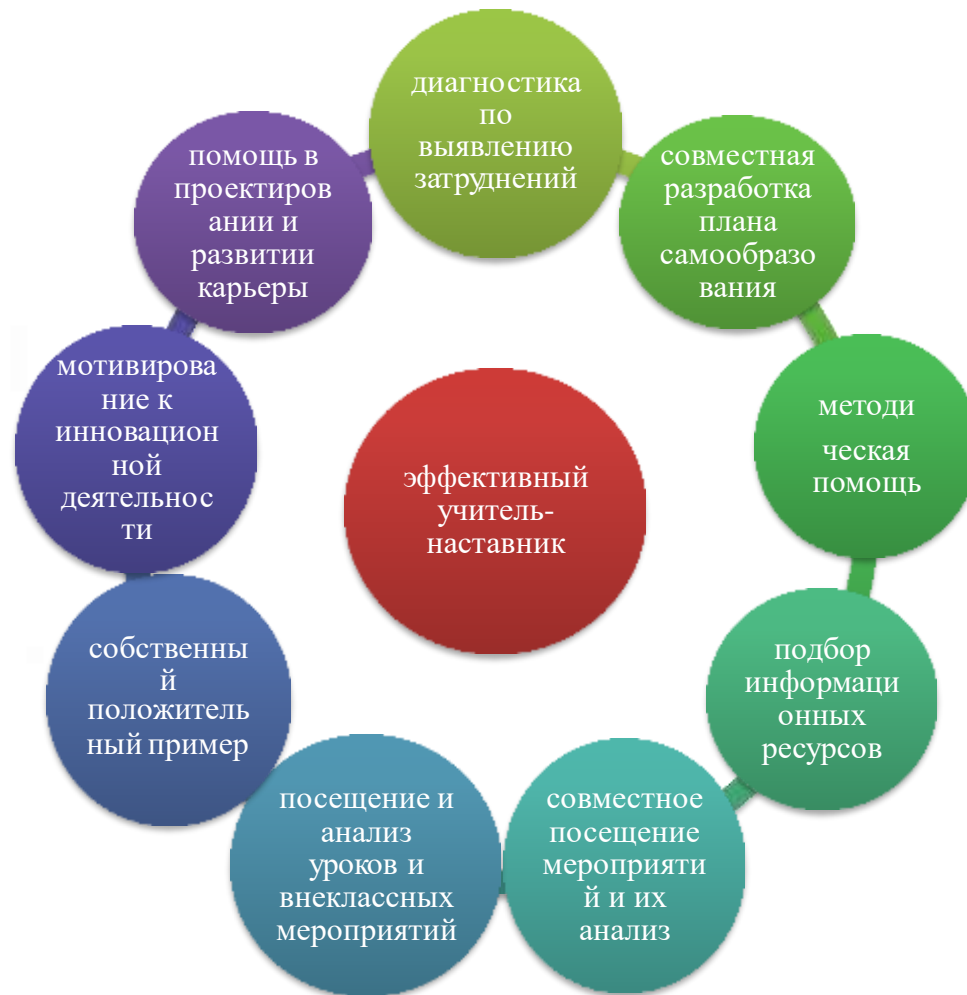 диагностика
по
выявлению
затруднений
совместная
разработка
плана
самообразо
вания
методи
ческая
помощь
подбор
информаци
онных
ресурсов
совместное
посещение
мероприяти
й и их
анализ
посещение и
анализ
уроков и
внеклассных
мероприятий
собственны
й
положитель
ный пример
мотивирова
ние к
инновацион
ной
деятельнос
ти
помощь в
проектиров
ании и
развитии
карьеры
эффективный
учитель-
наставник